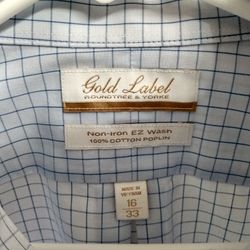 Gold Label
ROUNDTREE & YORKE
Non-Iron EZ Wash
100% COTTON POPLIN
MADE IN
VIETNAM
16
33